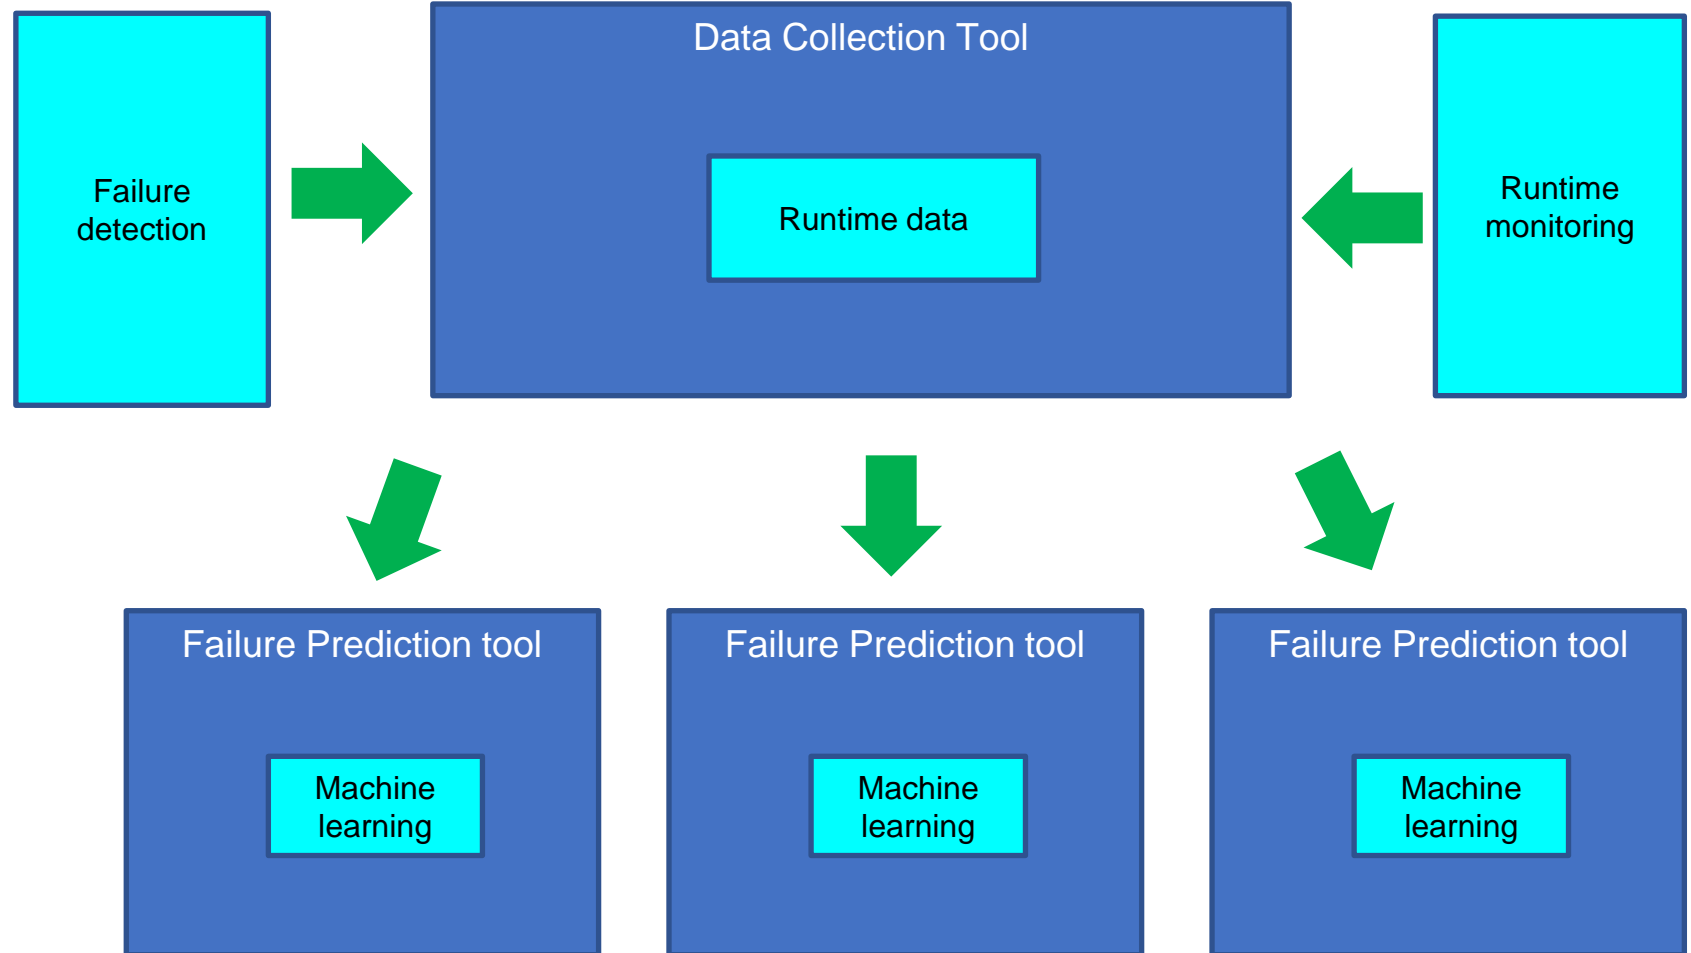 Data Collection Tool
Failure
detection
Runtime data
Runtime
monitoring
Failure Prediction tool
Machine
learning
Failure Prediction tool
Machine
learning
Failure Prediction tool
Machine
learning